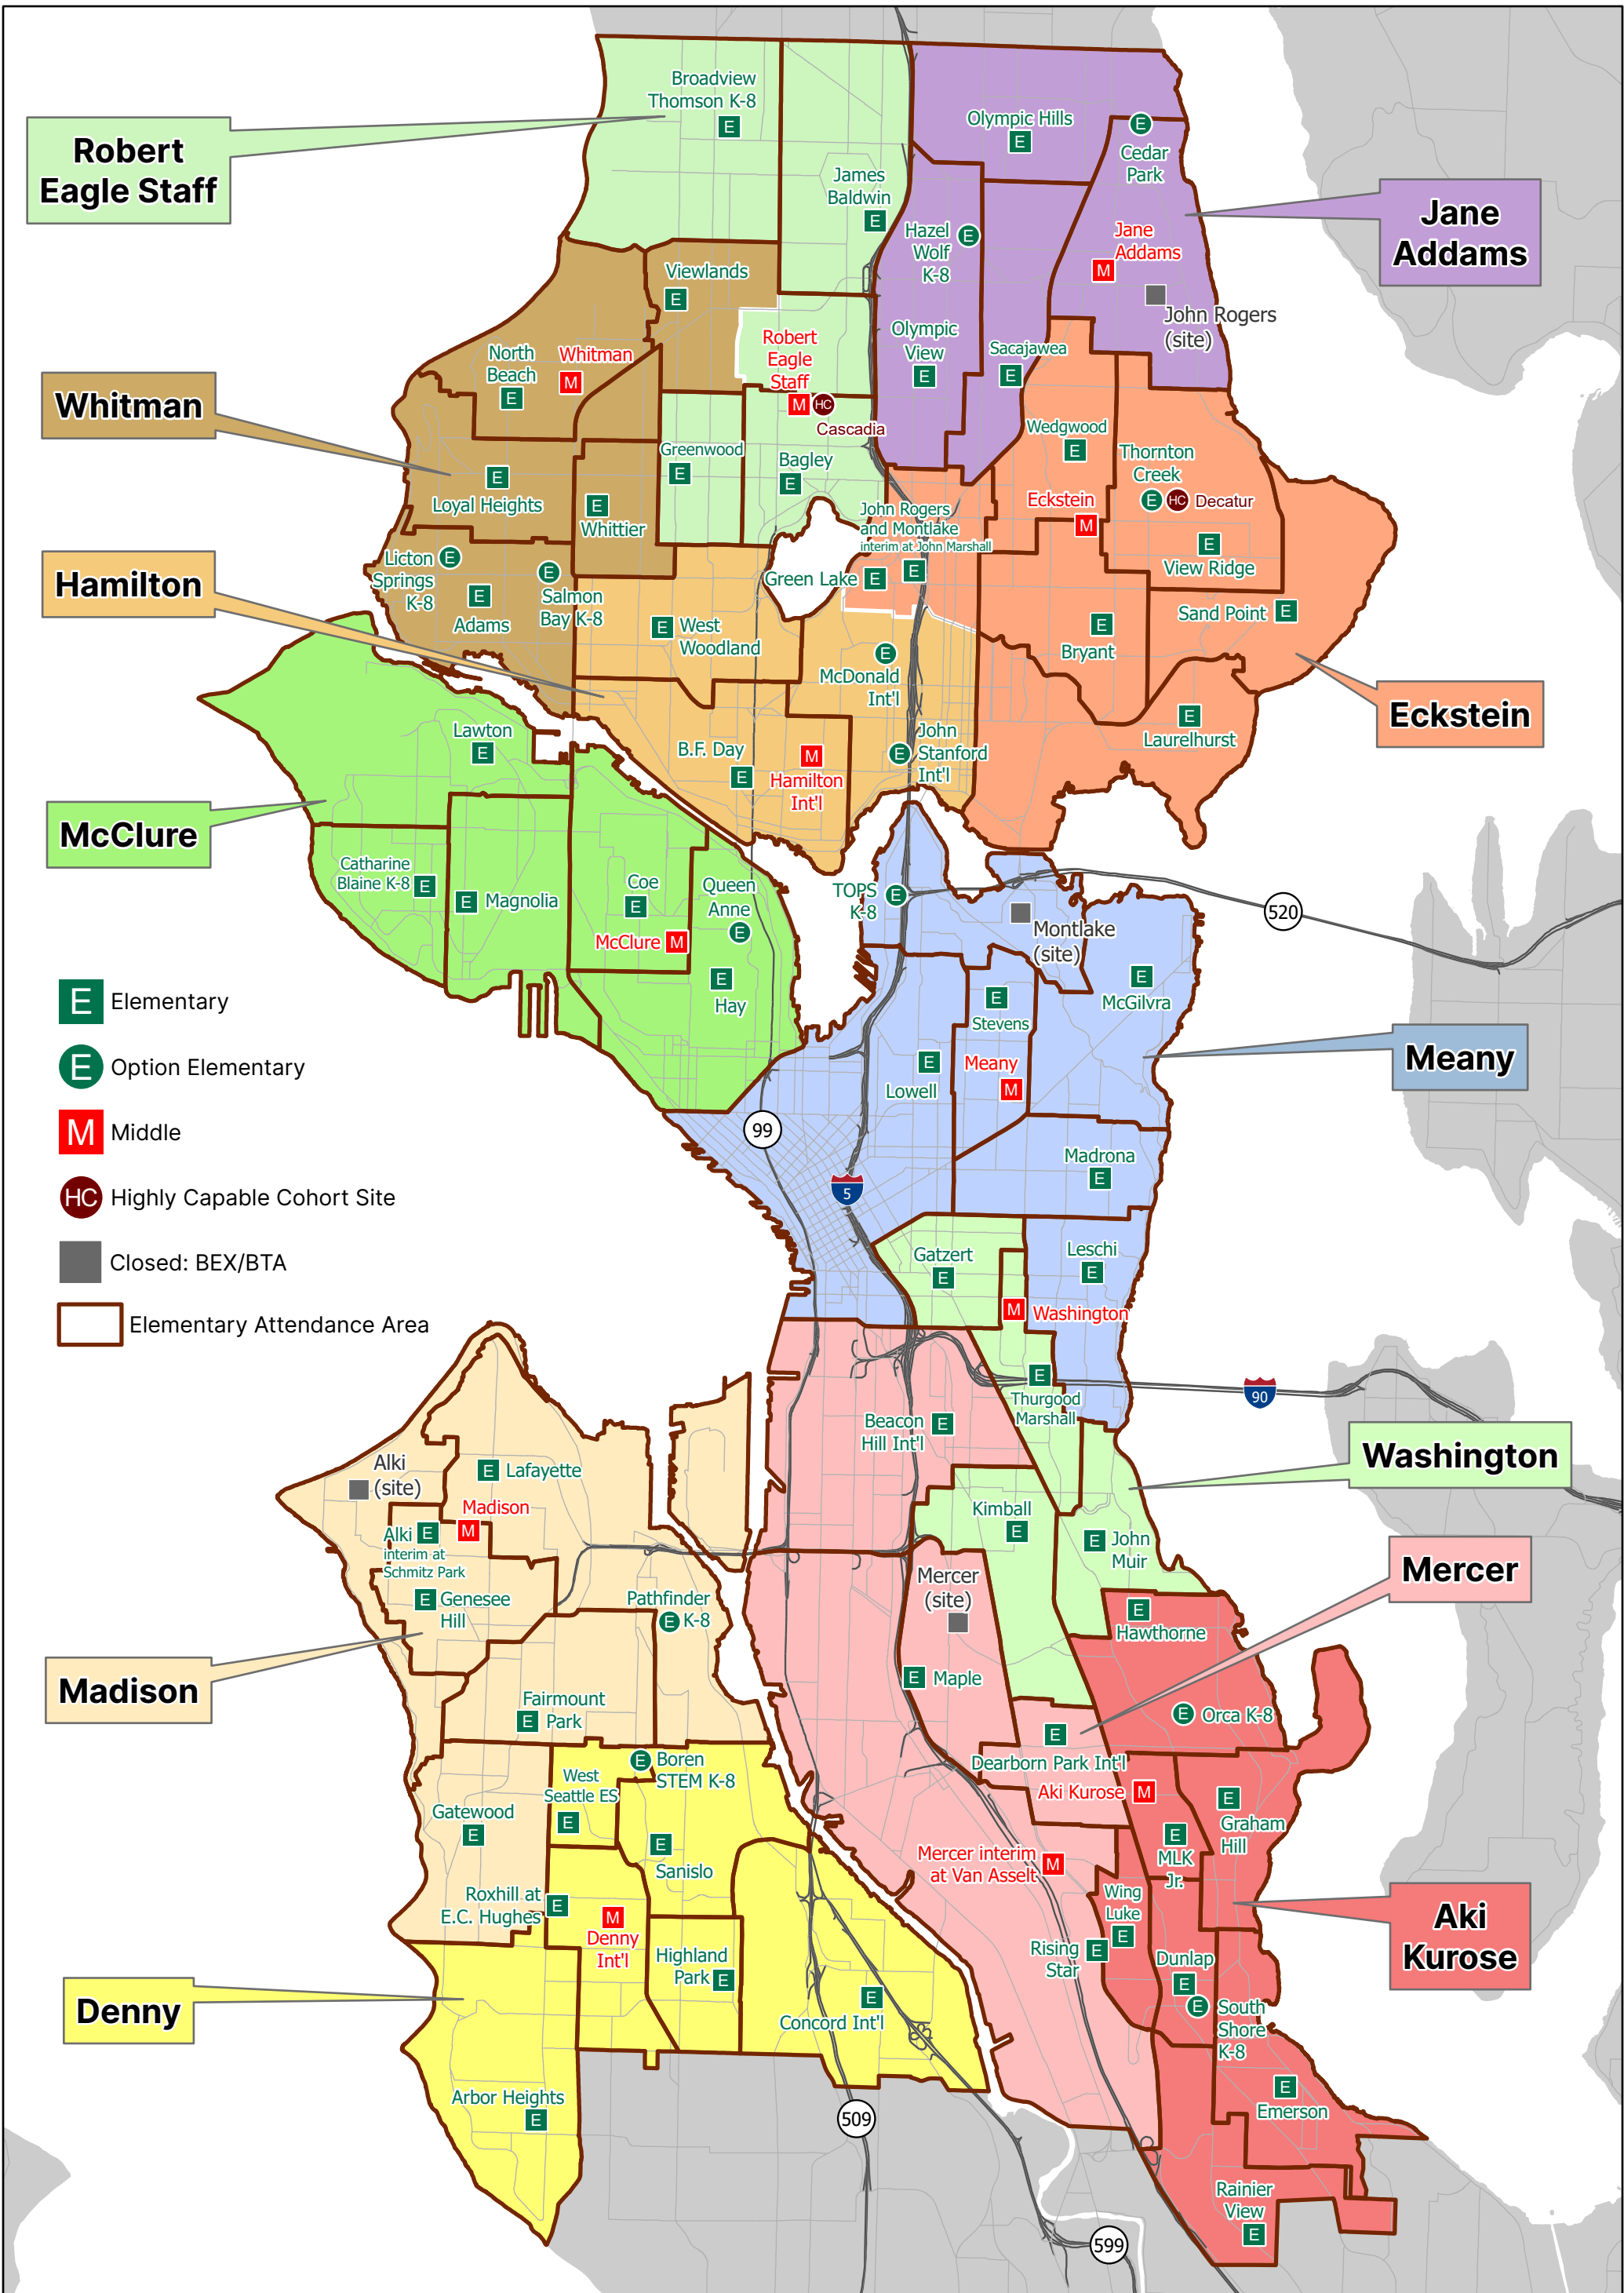 Broadview
Thomson K-8
E
Olympic Hills
E
E
Cedar
Park
Robert
Eagle Staff
James
Baldwin
E
Jane
Addams
Hazel
Wolf
K-8
E
Jane
Addams
M
John Rogers
(site)
Viewlands
E
Robert
Eagle
Staff
M
HC
Cascadia
Olympic
View
E
Sacajawea
E
North
Beach
E
Whitman
M
Whitman
Wedgwood
E
Thornton
Creek
E
HC
Decatur
Greenwood
E
Bagley
E
Loyal Heights
E
Whittier
E
Eckstein
M
John Rogers
and Montlake
interim at John Marshall
E
View Ridge
E
Licton
Springs
K-8
E
Hamilton
Salmon
Bay K-8
E
Adams
E
Green Lake
E
Sand Point
E
West
Woodland
E
Bryant
E
McDonald
Int'l
E
Eckstein
Laurelhurst
E
Lawton
E
B.F. Day
E
M
Hamilton
Int'l
John
Stanford
Int'l
E
McClure
Catharine
Blaine K-8
E
Magnolia
E
Coe
E
McClure
M
Queen
Anne
E
Hay
E
TOPS
K-8
E
Montlake
(site)
520
McGilvra
E
Stevens
E
Meany
M
Lowell
E
Meany
E
Elementary
E
Option Elementary
M
Middle
HC
Highly Capable Cohort Site
Closed: BEX/BTA
Elementary Attendance Area
99
5
Madrona
E
Gatzert
E
Leschi
E
M
Washington
E
Thurgood
Marshall
90
Beacon
Hill Int'l
E
Washington
Alki
(site)
E
Lafayette
Madison
M
Alki
E
interim at
Schmitz Park
Genesee
Hill
E
Kimball
E
John
Muir
E
Mercer
Mercer
(site)
Pathfinder
K-8
E
Hawthorne
E
Madison
Maple
E
Fairmount
Park
E
Orca K-8
E
Dearborn Park Int'l
E
Boren
STEM K-8
E
West
Seattle ES
E
Aki Kurose
M
Gatewood
E
Graham
Hill
E
Sanislo
E
MLK
Jr.
E
Mercer interim
at Van Asselt
M
Roxhill at
E.C. Hughes
E
Wing
Luke
E
Aki
Kurose
M
Denny
Int'l
Highland
Park
E
Rising
Star
E
Dunlap
E
E
South
Shore
K-8
Denny
Concord Int'l
E
Arbor Heights
E
Emerson
E
509
Rainier
View
E
599